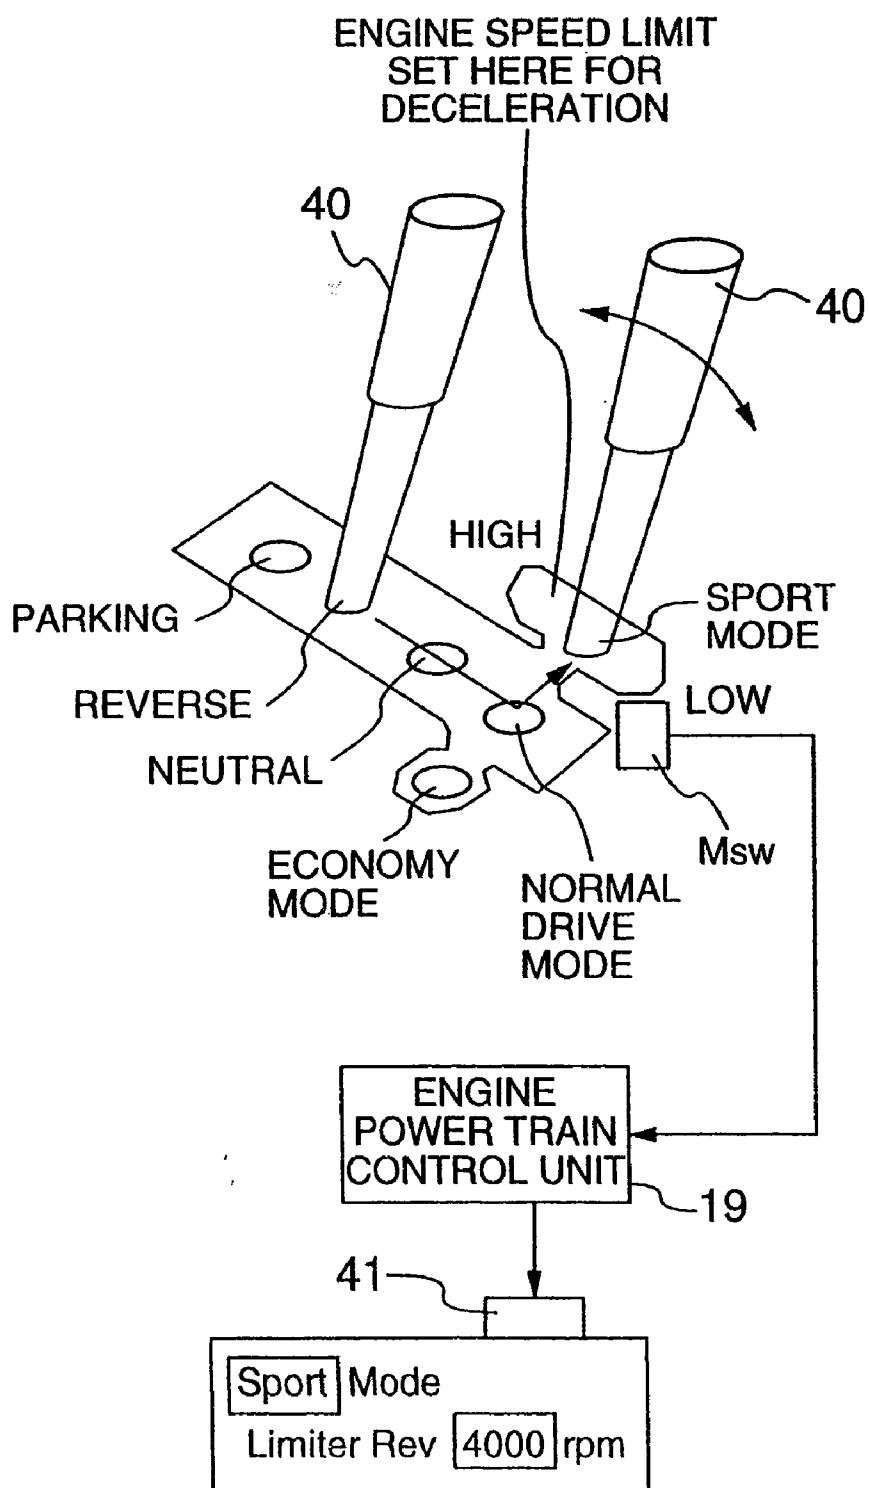 ENGINE SPEED LIMIT
SET HERE FOR
DECELERATION
40
40
HIGH
SPORT
MODE
PARKING
REVERSE
LOW
NEUTRAL
Msw
ECONOMY
MODE
NORMAL
DRIVE
MODE
ENGINE
POWER TRAIN
CONTROL UNIT
19
41
Sport Mode
Limiter Rev 4000 rpm